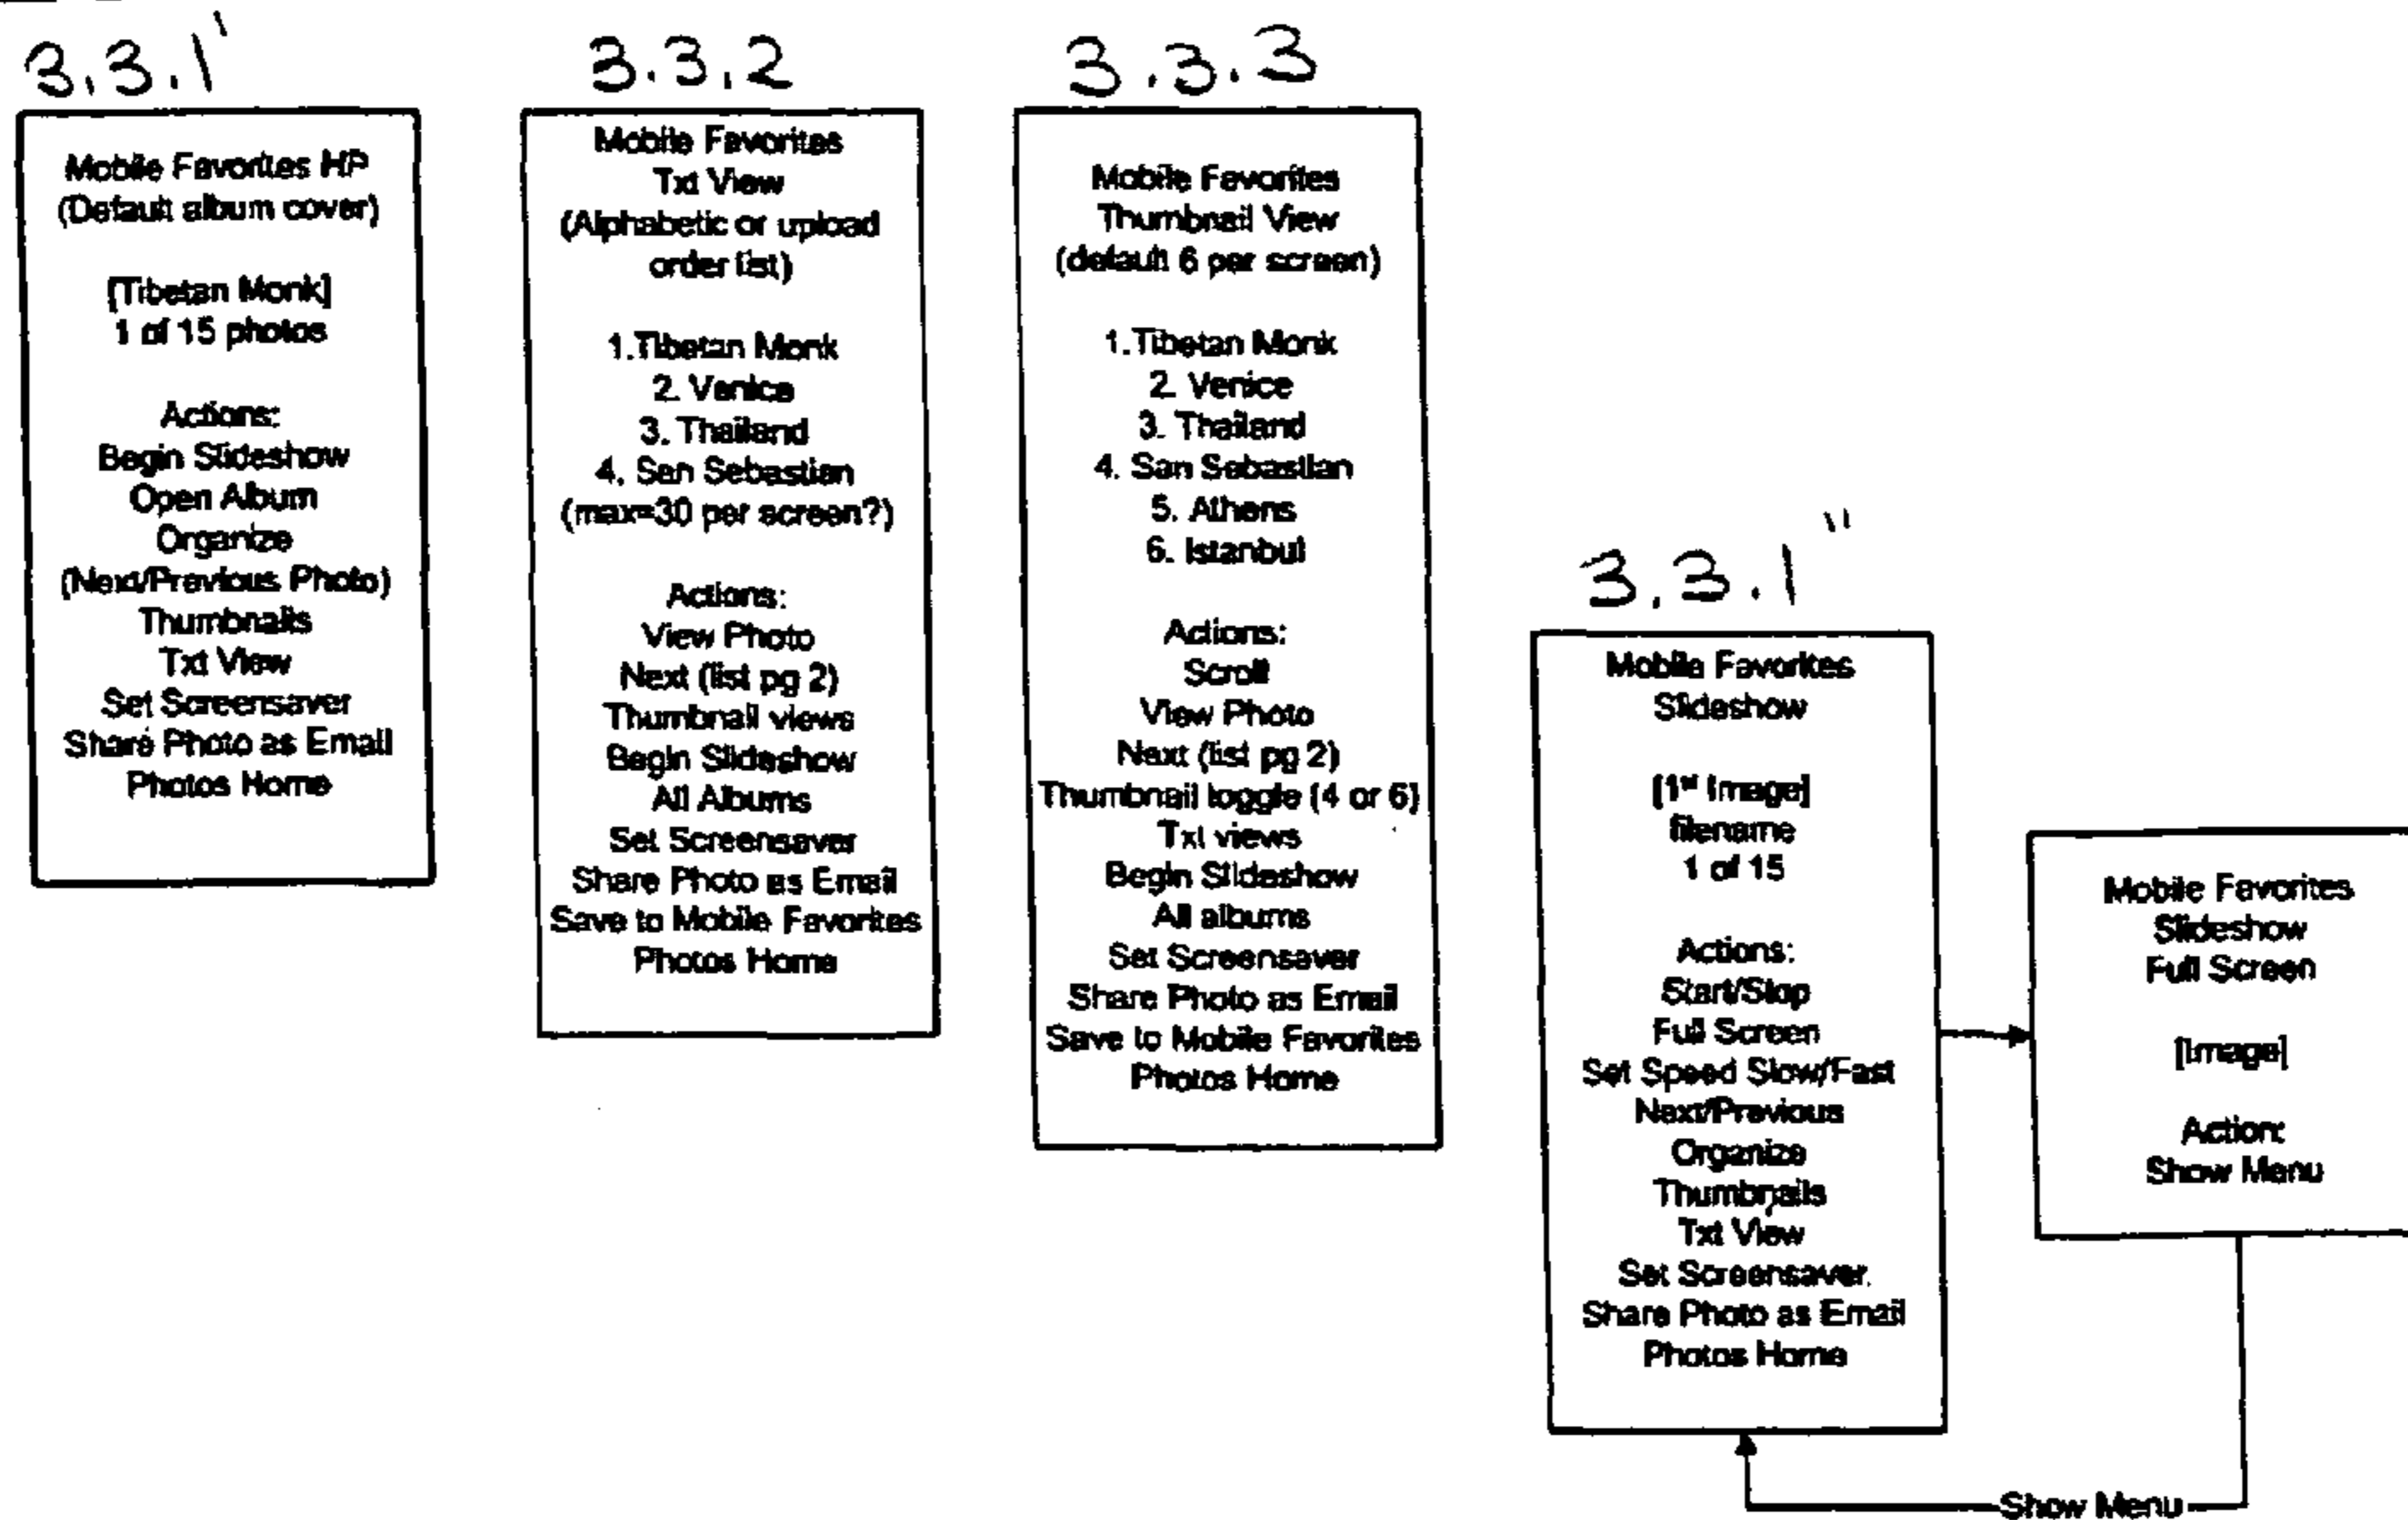 3.3.1'
Mobile Favorites HP
(Default album cover)
[Tibetan Monk]
1 of 15 photos
Actions:
Begin Slideshow
Open Album
Organize
(Next/Previous Photo)
Thumbnails
Txt View
Set Screensaver
Share Photo as Email
Photos Home
3.3.2
Mobile Favorites
Txt View
(Alphabetic or upload
order list)
1.Tibetan Monk
2. Venice
3. Thailand
4. San Sebastian
(max=30 per screen?)
Actions:
View Photo
Next (list pg 2)
Thumbnail views
Begin Slideshow
All Albums
Set Screensaver
Share Photo as Email
Save to Mobile Favorites
Photos Home
3.3.3
Mobile Favorites
Thumbnail View
(default 6 per screen)
1.Tibetan Monk
2. Venice
3. Thailand
4. San Sebastian
5. Athens
6. Istanbul
Actions:
Scroll
View Photo
Next (list pg 2)
Thumbnail toggle (4 or 6)
Txt views
Begin Slideshow
All albums
Set Screensaver
Share Photo as Email
Save to Mobile Favorites
Photos Home
3.3.1"
Mobile Favorites
Slideshow
[1st Image]
filename
1 of 15
Actions:
Start/Stop
Full Screen
Set Speed Slow/Fast
Next/Previous
Organize
Thumbnails
Txt View
Set Screensaver
Share Photo as Email
Photos Home
Mobile Favorites
Slideshow
Full Screen
[Image]
Action:
Show Menu
Show Menu